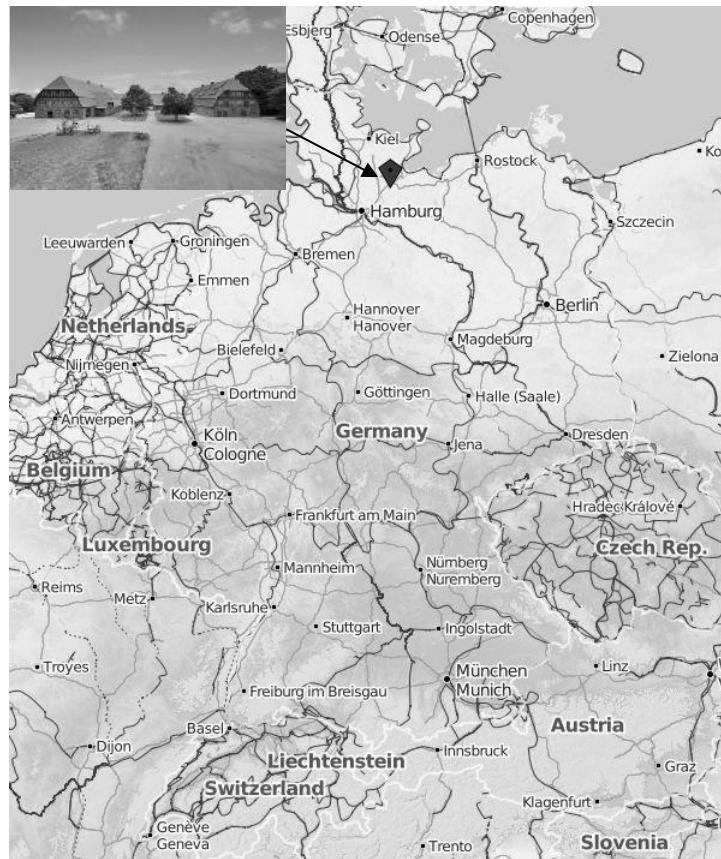 Copenhagen
Esbjerg
Odense
Kiel
Ko
Rostock
Hamburg
Szczecin
Leeuwarden
Groningen
Bremen
Emmen
Berlin
Hannover
Hanover
Netherlands
Bielefeld
Magdeburg
Zielona
Nijmegen
Dortmund
Göttingen
Halle (Saale)
Antwerpen
Köln
Cologne
Germany
Jena
Dresden
Belgium
Koblenz
Hradec Králové
Frankfurt am Main
Luxembourg
Czech Rep.
Mannheim
Nürnberg
Nuremberg
Reims
Metz
Karlsruhe
Stuttgart
Ingolstadt
Troyes
München
Munich
Linz
Freiburg im Breisgau
Basel
Austria
Dijon
Liechtenstein
Innsbruck
Switzerland
Graz
Klagenfurt
Genève
Geneva
Trento
Slovenia